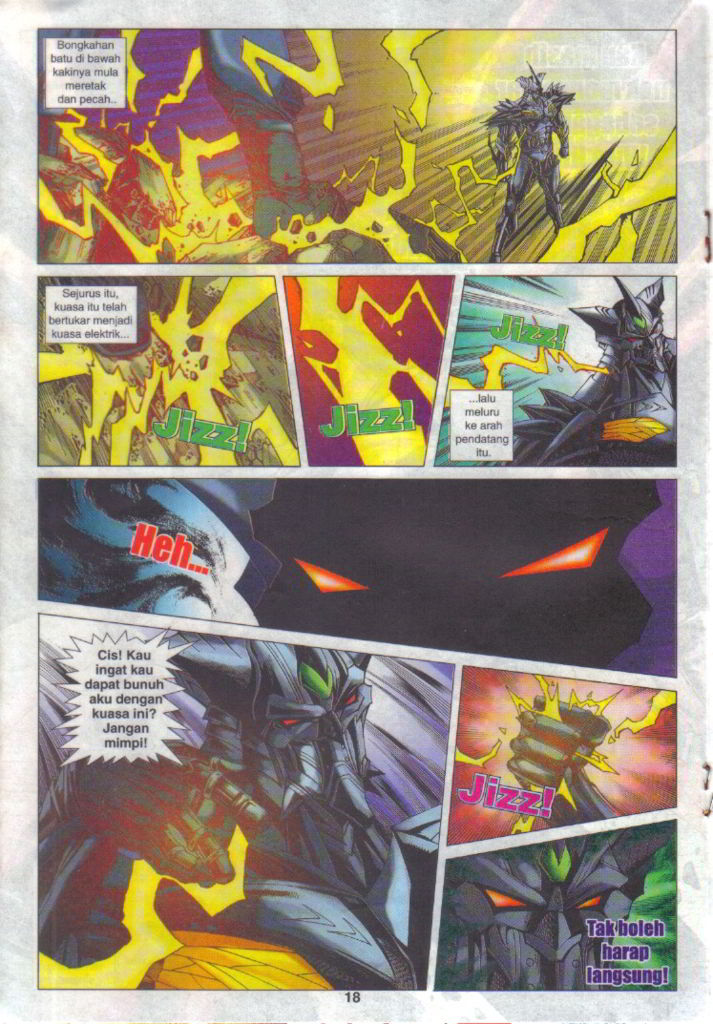 Bongkahan
batu di bawah
kakinya mula
meretak
dan pecah..
Sejurus itu,
kuasa itu telah
bertukar menjadi
kuasa elektrik...
Jizz!
Jizz!
Jizz!
...lalu
meluru
ke arah
pendatang
itu.
Heh...
Cis! Kau
ingat kau
dapat bunuh
aku dengan
kuasa ini?
Jangan
mimpi!
Jizz!
Tak boleh
harap
langsung!
18